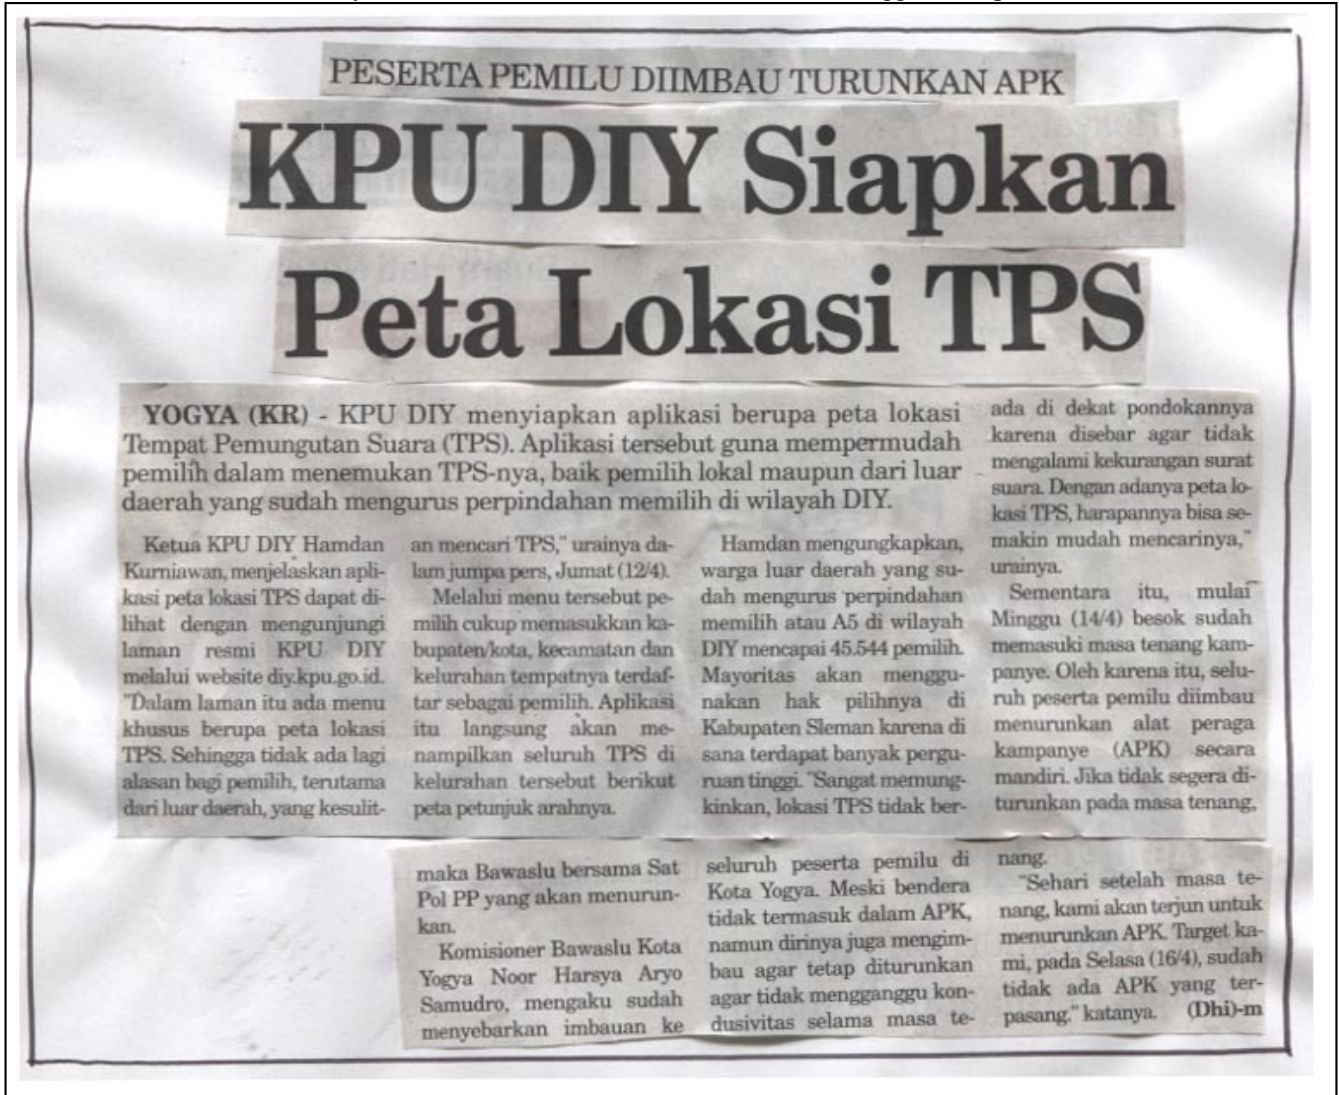 PESERTA PEMILU DIIMBAU TURUNKAN APK
KPU DIY Siapkan
Peta Lokasi TPS
YOGYA (KR) - KPU DIY menyiapkan aplikasi berupa peta lokasi
Tempat Pemungutan Suara (TPS). Aplikasi tersebut guna mempermudah
pemilih dalam menemukan TPS-nya, baik pemilih lokal maupun dari luar
daerah yang sudah mengurus perpindahan memilih di wilayah DIY.
Ketua KPU DIY Hamdan
Kurniawan, menjelaskan apli-
kasi peta lokasi TPS dapat di-
lihat dengan mengunjungi
laman resmi KPU DIY
melalui website diy.kpu.go.id.
"Dalam laman itu ada menu
khusus berupa peta lokasi
TPS. Sehingga tidak ada lagi
alasan bagi pemilih, terutama
dari luar daerah, yang kesulit-
an mencari TPS," urainya da-
lam jumpa pers, Jumat (12/4).
Melalui menu tersebut pe-
milih cukup memasukkan ka-
bupaten/kota, kecamatan dan
kelurahan tempatnya terdaf-
tar sebagai pemilih. Aplikasi
itu langsung akan me-
nampilkan seluruh TPS di
kelurahan tersebut berikut
peta petunjuk arahnya.
Hamdan mengungkapkan,
warga luar daerah yang su-
dah mengurus perpindahan
memilih atau A5 di wilayah
DIY mencapai 45.544 pemilih.
Mayoritas akan menggu-
nakan hak pilihnya di
Kabupaten Sleman karena di
sana terdapat banyak pergu-
ruan tinggi. "Sangat memung-
kinkan, lokasi TPS tidak ber-
ada di dekat pondokannya
karena disebar agar tidak
mengalami kekurangan surat
suara. Dengan adanya peta lo-
kasi TPS, harapannya bisa se-
makin mudah mencarinya,"
urainya.
Sementara itu, mulai
Minggu (14/4) besok sudah
memasuki masa tenang kam-
panye. Oleh karena itu, selu-
ruh peserta pemilu diimbau
menurunkan alat peraga
kampanye (APK) secara
mandiri. Jika tidak segera di-
turunkan pada masa tenang,
maka Bawaslu bersama Sat
Pol PP yang akan menurun-
kan.
Komisioner Bawaslu Kota
Yogya Noor Harsya Aryo
Samudro, mengaku sudah
menyebarkan imbauan ke
seluruh peserta pemilu di
Kota Yogya. Meski bendera
tidak termasuk dalam APK,
namun dirinya juga mengim-
bau agar tetap diturunkan
agar tidak mengganggu kon-
dusivitas selama masa te-
nang.
"Sehari setelah masa te-
nang, kami akan terjun untuk
menurunkan APK. Target ka-
mi, pada Selasa (16/4), sudah
tidak ada APK yang ter-
pasang." katanya. (Dhi)-m